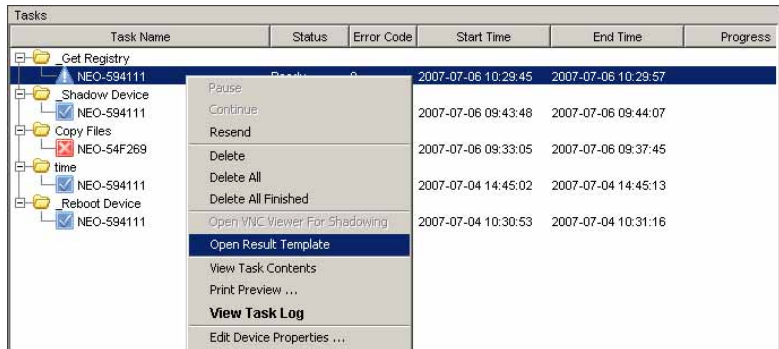 Tasks
Task Name Status Error Code Start Time End Time Progress
_Get Registry
NEO-594111 Ready 0 2007-07-06 10:29:45 2007-07-06 10:29:57
_Shadow Device
NEO-594111 2007-07-06 09:43:48 2007-07-06 09:44:07
Copy Files
NEO-54F269 2007-07-06 09:33:05 2007-07-06 09:37:45
time
NEO-594111 2007-07-04 14:45:02 2007-07-04 14:45:13
_Reboot Device
NEO-594111 2007-07-04 10:30:53 2007-07-04 10:31:16
Pause
Continue
Resend
Delete
Delete All
Delete All Finished
Open VNC Viewer For Shadowing
Open Result Template
View Task Contents
Print Preview ...
View Task Log
Edit Device Properties ...